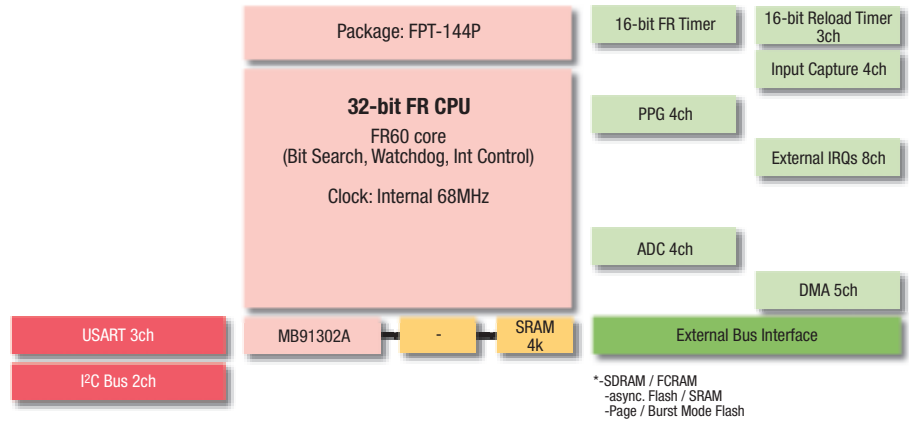 Package: FPT-144P
16-bit FR Timer
16-bit Reload Timer
3ch
Input Capture 4ch
32-bit FR CPU
FR60 core
(Bit Search, Watchdog, Int Control)
Clock: Internal 68MHz
PPG 4ch
External IRQs 8ch
ADC 4ch
DMA 5ch
USART 3ch
MB91302A
-
SRAM
4k
External Bus Interface
I²C Bus 2ch
*-SDRAM / FCRAM
-async. Flash / SRAM
-Page / Burst Mode Flash